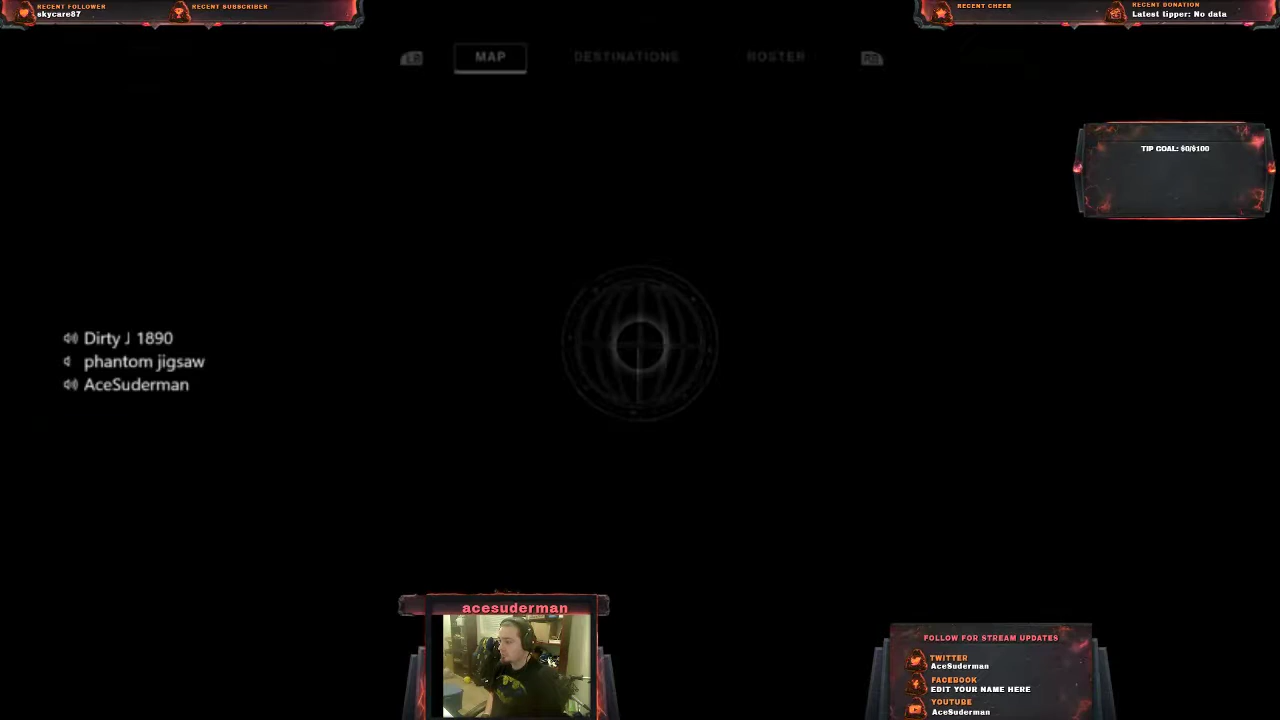 RECENT FOLLOWER
skycare87
RECENT SUBSCRIBER
RECENT CHEER
RECENT DONATION
Latest tipper: No data
LB
MAP
DESTINATIONS
ROSTER
RB
TIP GOAL: $0/$100
Dirty J 1890
phantom jigsaw
AceSuderman
acesuderman
FOLLOW FOR STREAM UPDATES
TWITTER
AceSuderman
FACEBOOK
EDIT YOUR NAME HERE
YOUTUBE
AceSuderman